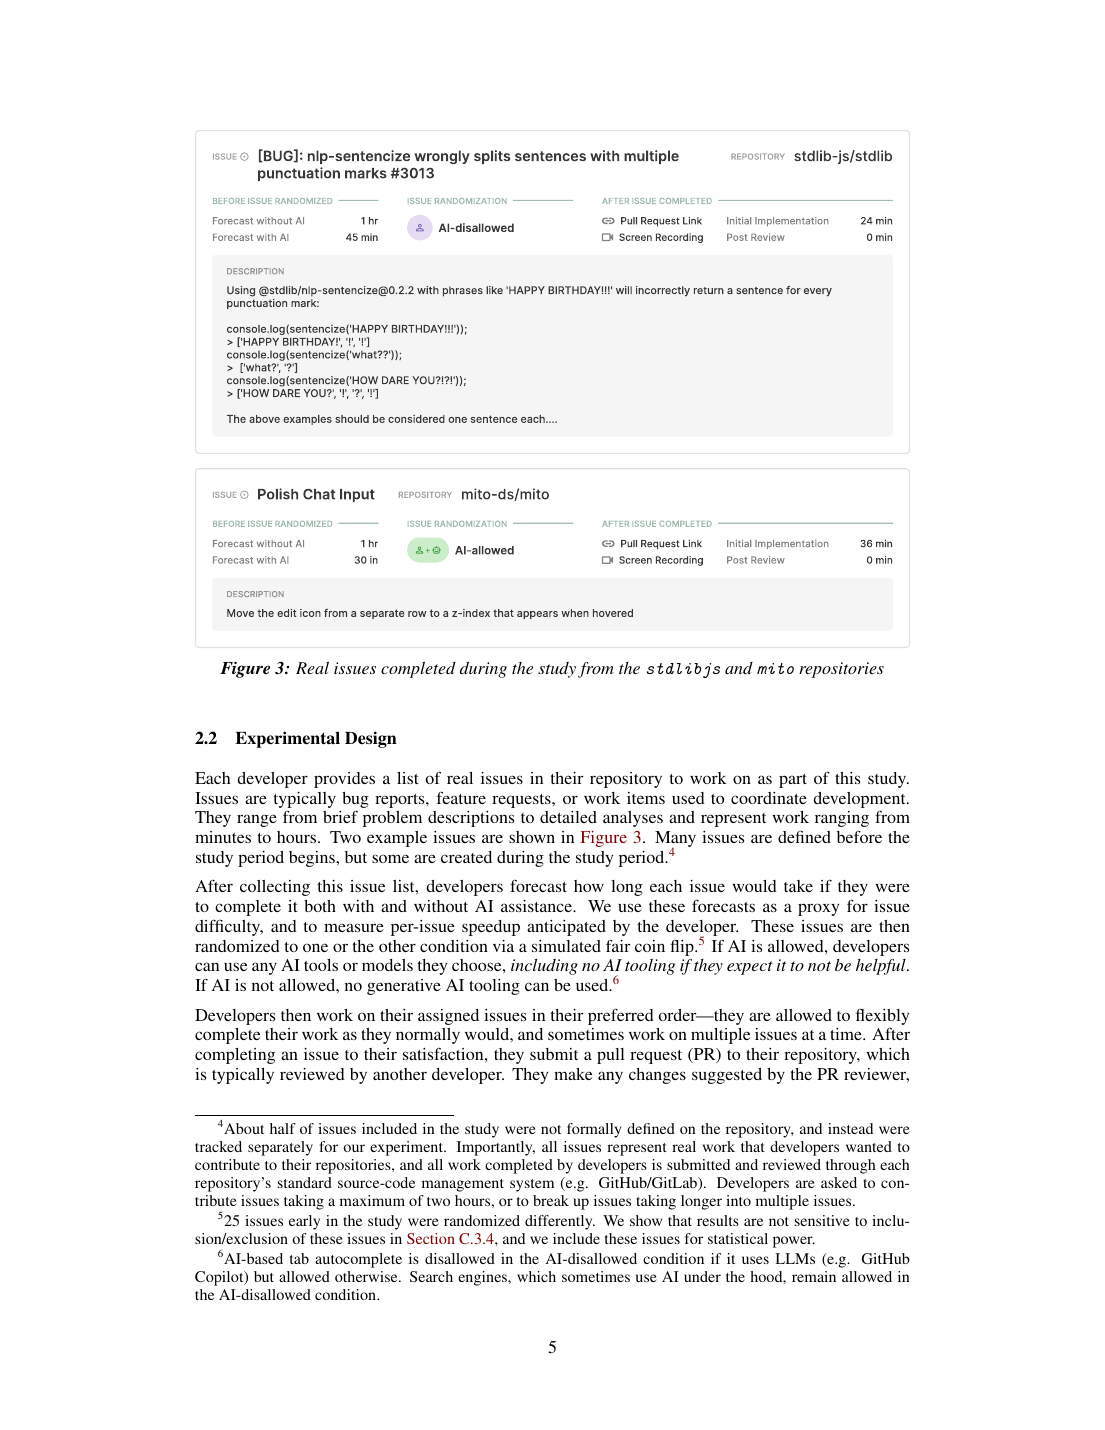 ISSUE [BUG]: nlp-sentencize wrongly splits sentences with multiple REPOSITORY stdlib-js/stdlib
punctuation marks #3013
BEFORE ISSUE RANDOMIZED ISSUE RANDOMIZATION AFTER ISSUE COMPLETED
Forecast without AI 1 hr AI-disallowed Pull Request Link Initial Implementation 24 min
Forecast with AI 45 min Screen Recording Post Review 0 min
DESCRIPTION
Using @stdlib/nlp-sentencize@0.2.2 with phrases like 'HAPPY BIRTHDAY!!!' will incorrectly return a sentence for every
punctuation mark:
console.log(sentencize('HAPPY BIRTHDAY!!!'));
> ['HAPPY BIRTHDAY!', '!', '!']
console.log(sentencize('what??'));
> ['what?', '?']
console.log(sentencize('HOW DARE YOU?!?!'));
> ['HOW DARE YOU?', '!', '?', '!']
The above examples should be considered one sentence each....
ISSUE Polish Chat Input REPOSITORY mito-ds/mito
BEFORE ISSUE RANDOMIZED ISSUE RANDOMIZATION AFTER ISSUE COMPLETED
Forecast without AI 1 hr AI-allowed Pull Request Link Initial Implementation 36 min
Forecast with AI 30 in Screen Recording Post Review 0 min
DESCRIPTION
Move the edit icon from a separate row to a z-index that appears when hovered
Figure 3: Real issues completed during the study from the stdlibjs and mito repositories
2.2 Experimental Design
Each developer provides a list of real issues in their repository to work on as part of this study.
Issues are typically bug reports, feature requests, or work items used to coordinate development.
They range from brief problem descriptions to detailed analyses and represent work ranging from
minutes to hours. Two example issues are shown in Figure 3. Many issues are defined before the
study period begins, but some are created during the study period.4
After collecting this issue list, developers forecast how long each issue would take if they were
to complete it both with and without AI assistance. We use these forecasts as a proxy for issue
difficulty, and to measure per-issue speedup anticipated by the developer. These issues are then
randomized to one or the other condition via a simulated fair coin flip.5 If AI is allowed, developers
can use any AI tools or models they choose, including no AI tooling if they expect it to not be helpful.
If AI is not allowed, no generative AI tooling can be used.6
Developers then work on their assigned issues in their preferred order—they are allowed to flexibly
complete their work as they normally would, and sometimes work on multiple issues at a time. After
completing an issue to their satisfaction, they submit a pull request (PR) to their repository, which
is typically reviewed by another developer. They make any changes suggested by the PR reviewer,
4About half of issues included in the study were not formally defined on the repository, and instead were
tracked separately for our experiment. Importantly, all issues represent real work that developers wanted to
contribute to their repositories, and all work completed by developers is submitted and reviewed through each
repository's standard source-code management system (e.g. GitHub/GitLab). Developers are asked to con-
tribute issues taking a maximum of two hours, or to break up issues taking longer into multiple issues.
525 issues early in the study were randomized differently. We show that results are not sensitive to inclu-
sion/exclusion of these issues in Section C.3.4, and we include these issues for statistical power.
6AI-based tab autocomplete is disallowed in the AI-disallowed condition if it uses LLMs (e.g. GitHub
Copilot) but allowed otherwise. Search engines, which sometimes use AI under the hood, remain allowed in
the AI-disallowed condition.
5